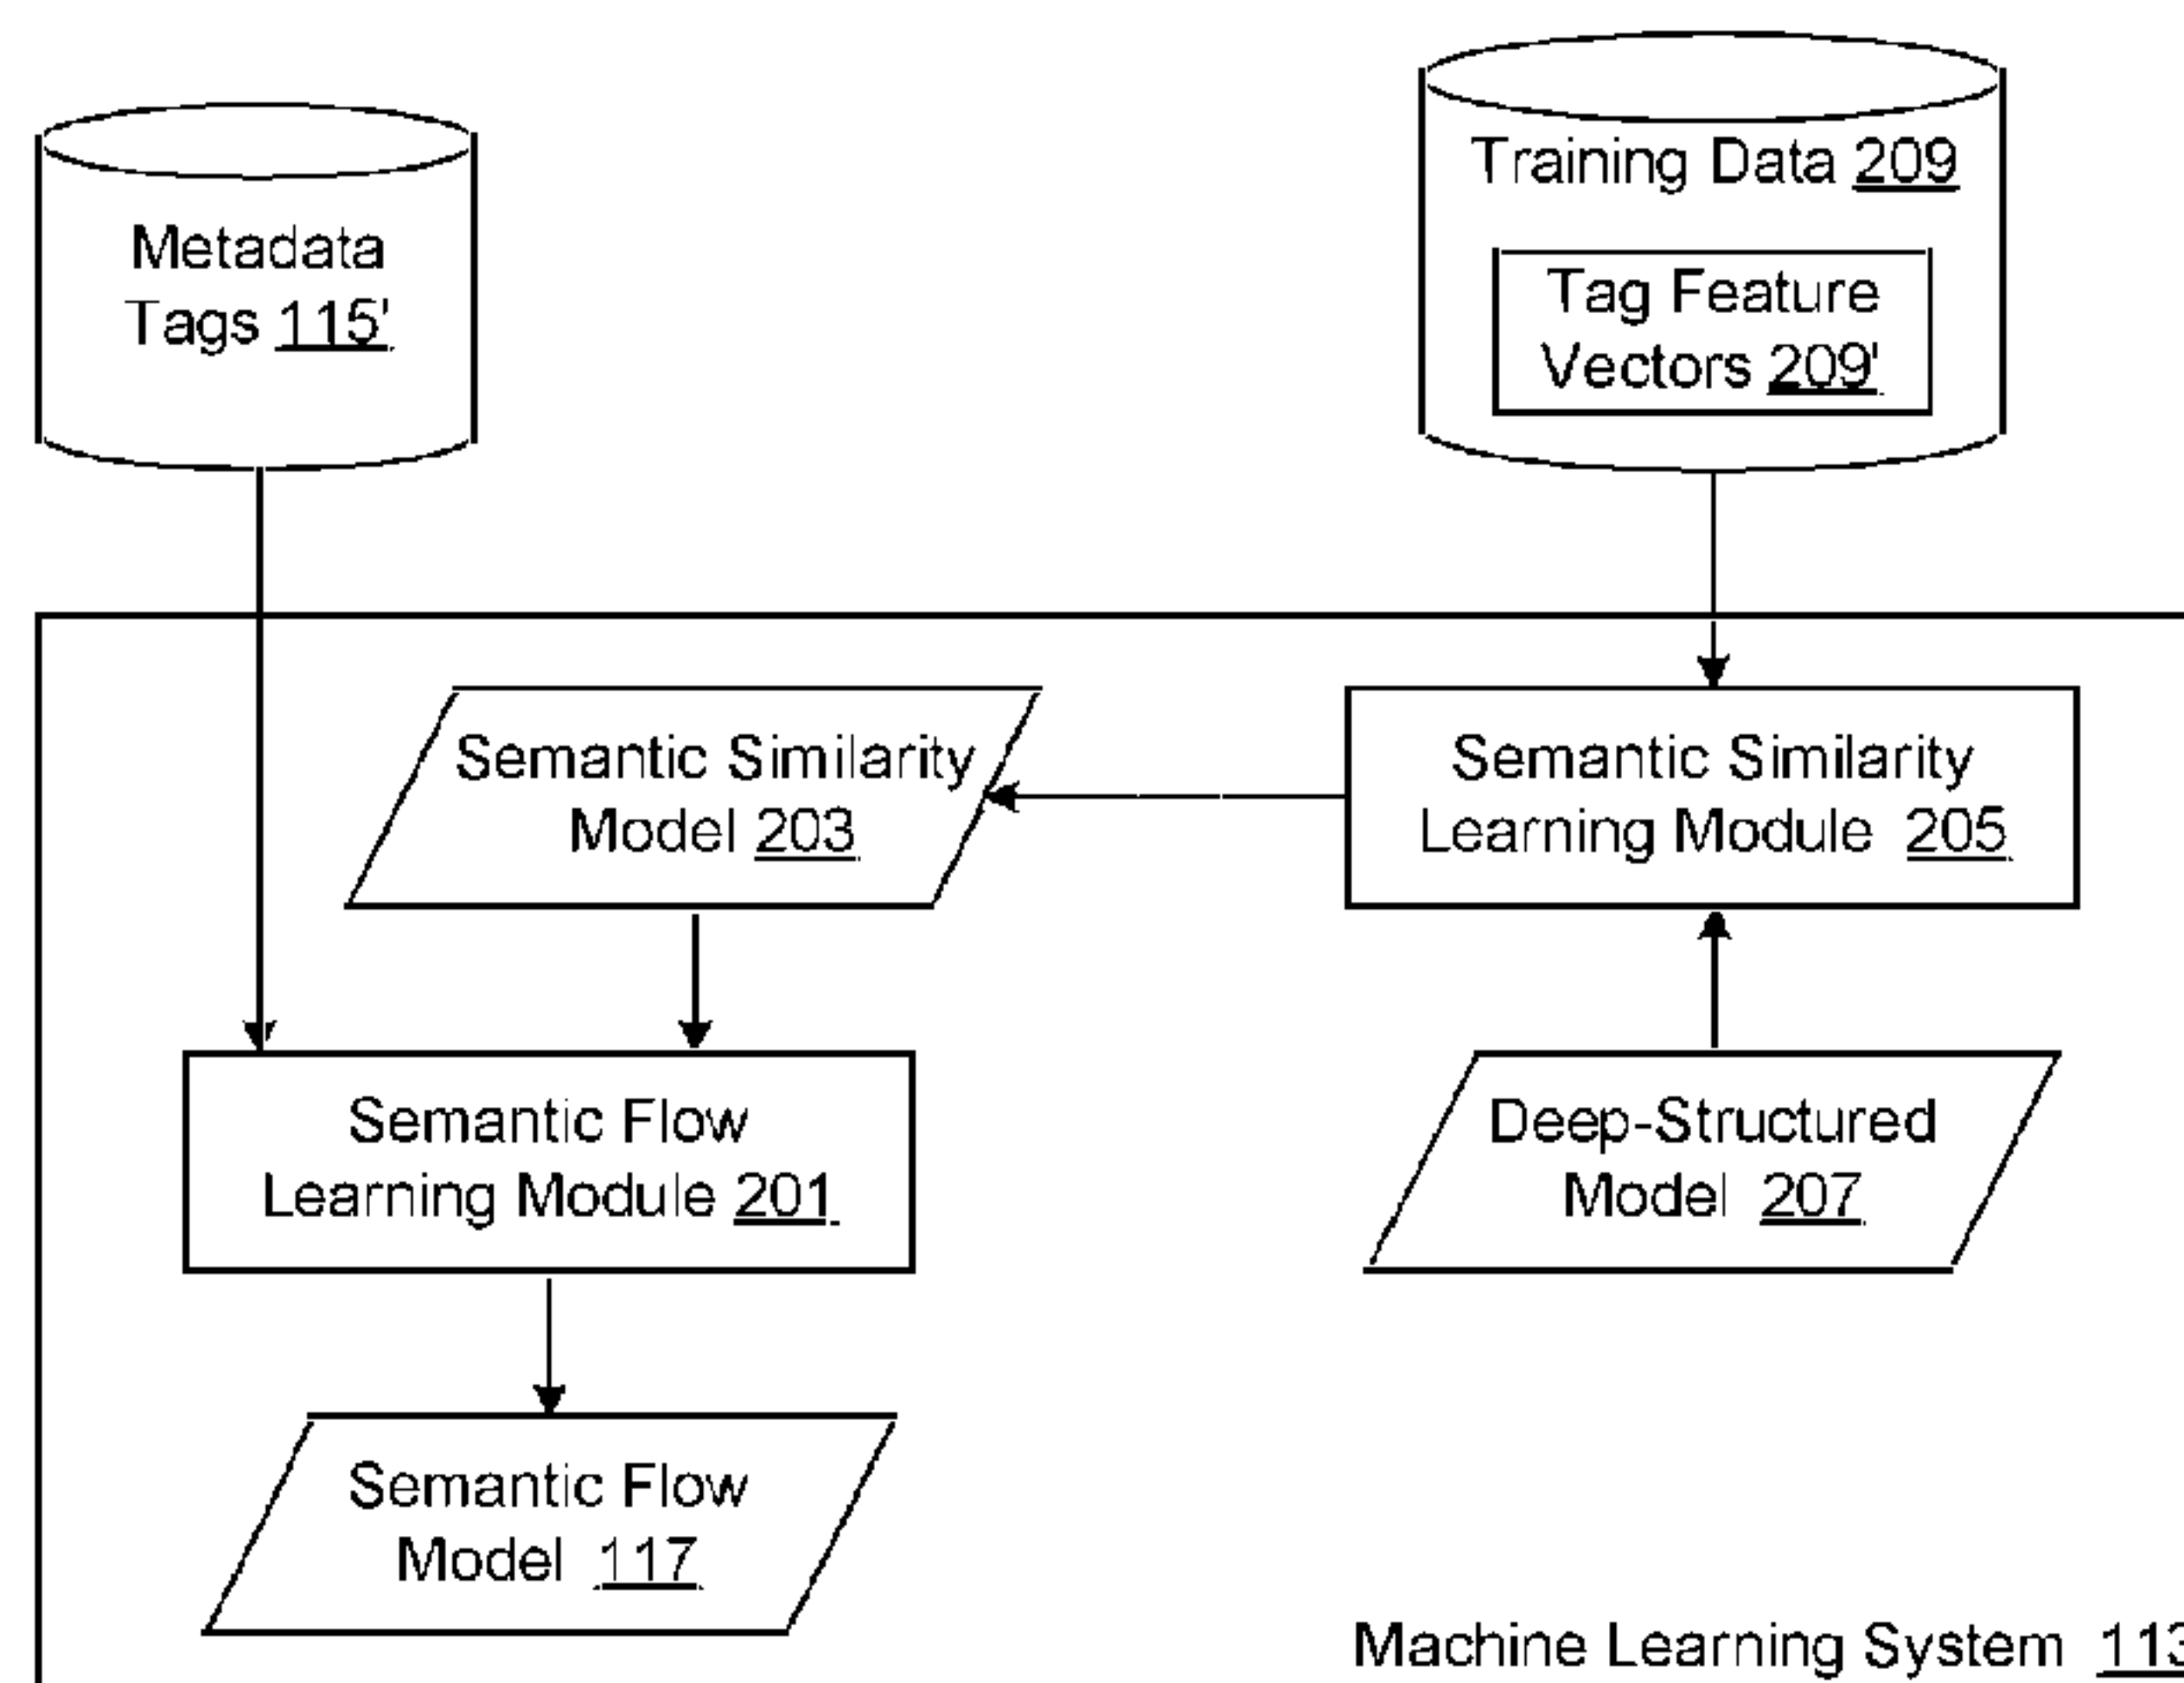 Training Data 209
Metadata
Tags 115'
Tag Feature
Vectors 209'
Semantic Similarity
Model 203
Semantic Similarity
Learning Module 205
Semantic Flow
Learning Module 201
Deep-Structured
Model 207
Semantic Flow
Model 117
Machine Learning System 113